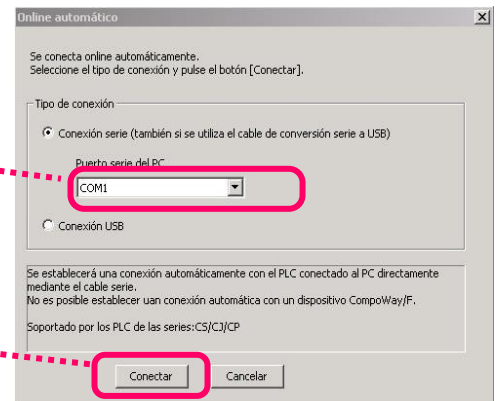 Online automático
Se conecta online automáticamente.
Seleccione el tipo de conexión y pulse el botón [Conectar].
Tipo de conexión
Conexión serie (también si se utiliza el cable de conversión serie a USB)
Puerto serie del PC
COM1
Conexión USB
Se establecerá una conexión automáticamente con el PLC conectado al PC directamente
mediante el cable serie.
No es posible establecer uan conexión automática con un dispositivo CompoWay/F.
Soportado por los PLC de las series:CS/CJ/CP
Conectar
Cancelar